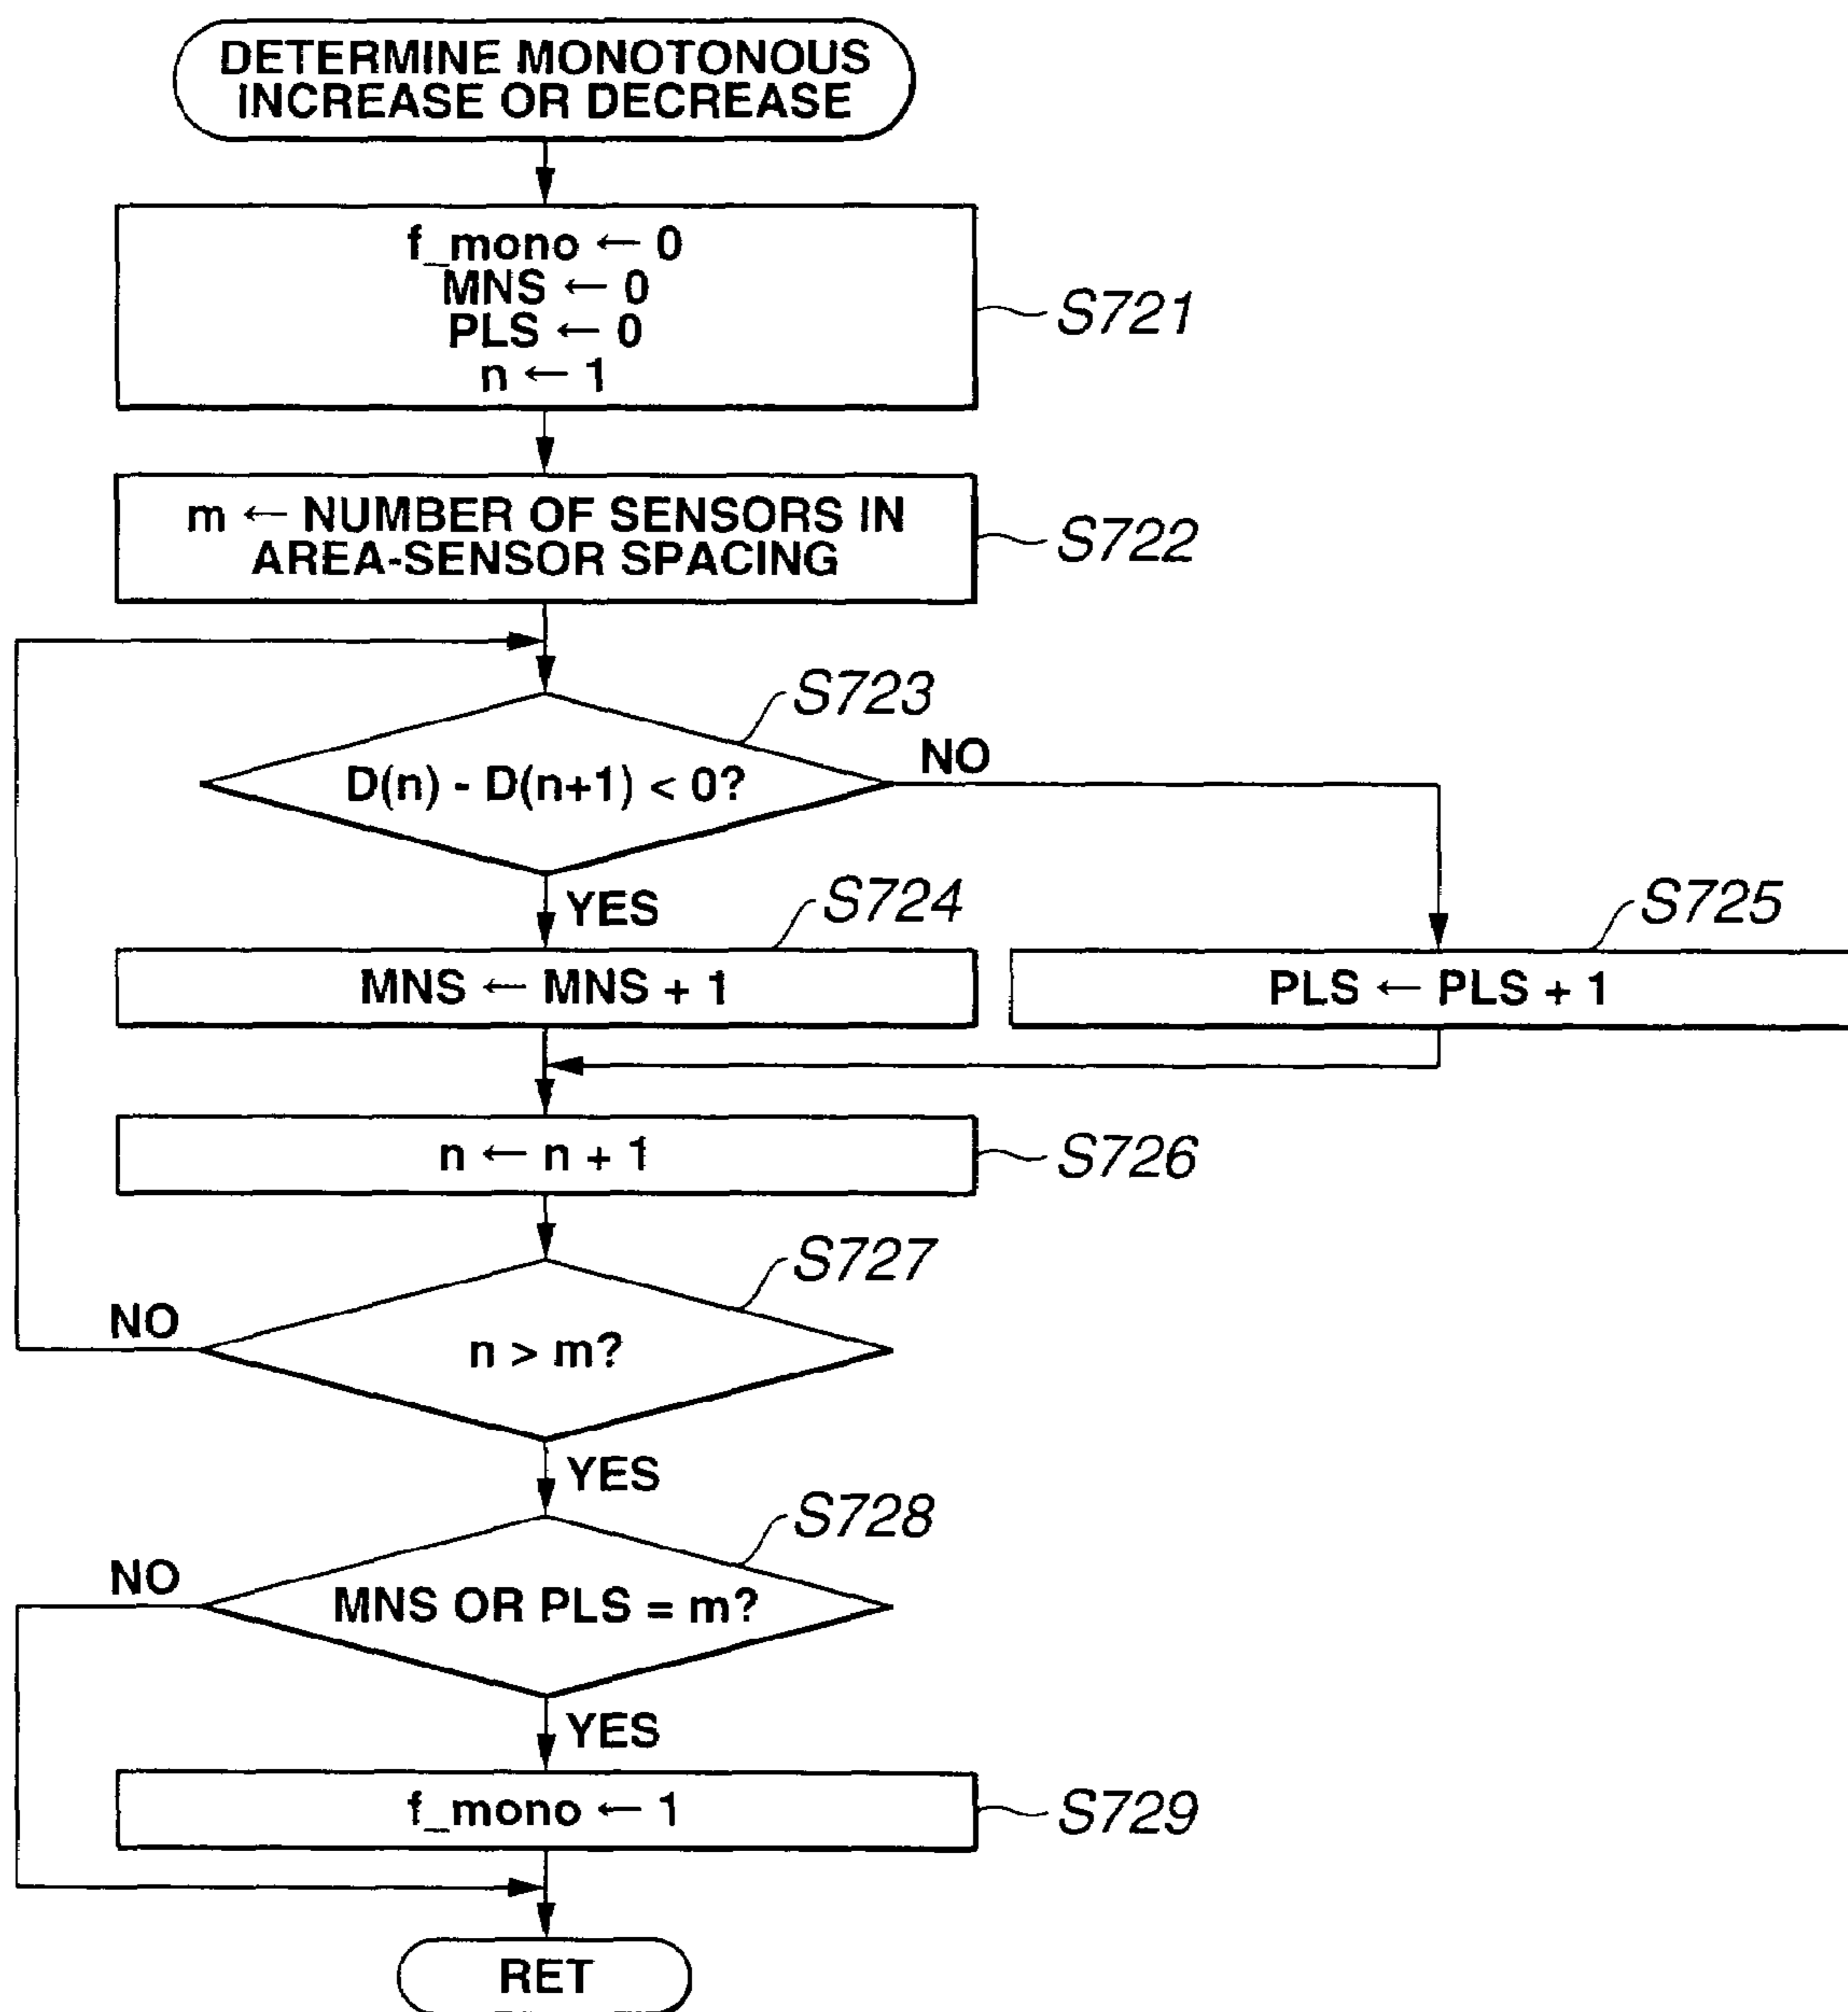 DETERMINE MONOTONOUS
INCREASE OR DECREASE
f_mono ← 0
MNS ← 0
PLS ← 0
n ← 1
S721
m ← NUMBER OF SENSORS IN
AREA-SENSOR SPACING
S722
S723
D(n) - D(n+1) < 0?
NO
YES
S724
MNS ← MNS + 1
S725
PLS ← PLS + 1
n ← n + 1
S726
S727
NO
n > m?
YES
S728
NO
MNS OR PLS = m?
YES
f_mono ← 1
S729
RET